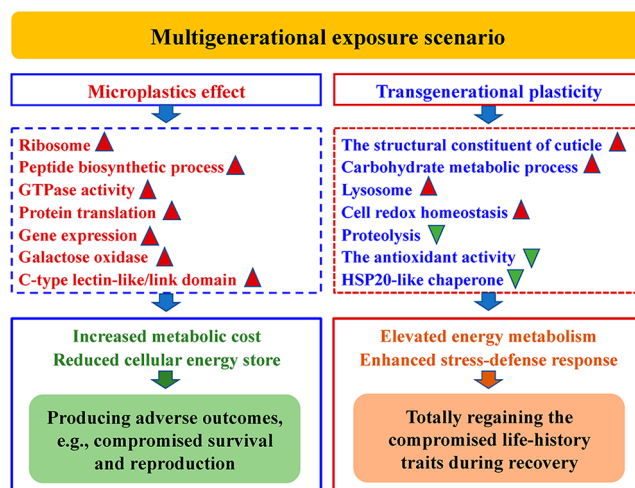 Multigenerational exposure scenario
Microplastics effect
Ribosome
Peptide biosynthetic process
GTPase activity
Protein translation
Gene expression
Galactose oxidase
C-type lectin-like/link domain
Increased metabolic cost
Reduced cellular energy store
Producing adverse outcomes,
e.g., compromised survival
and reproduction
Transgenerational plasticity
The structural constituent of cuticle
Carbohydrate metabolic process
Lysosome
Cell redox homeostasis
Proteolysis
The antioxidant activity
HSP20-like chaperone
Elevated energy metabolism
Enhanced stress-defense response
Totally regaining the
compromised life-history
traits during recovery